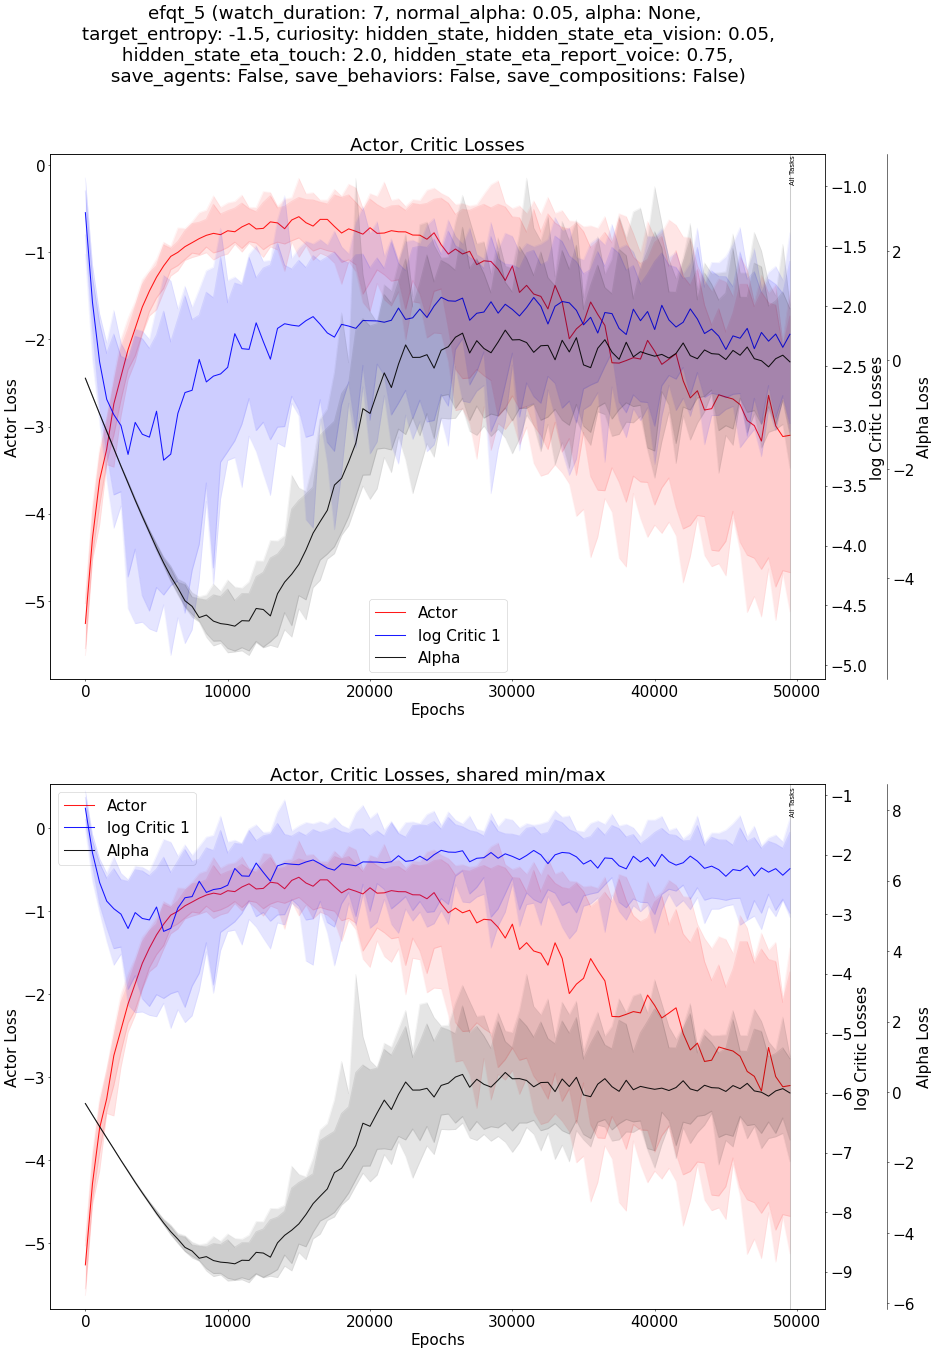 efqt_5 (watch_duration: 7, normal_alpha: 0.05, alpha: None,
target_entropy: -1.5, curiosity: hidden_state, hidden_state_eta_vision: 0.05,
hidden_state_eta_touch: 2.0, hidden_state_eta_report_voice: 0.75,
save_agents: False, save_behaviors: False, save_compositions: False)
Actor, Critic Losses
All Tasks
0
−1
−2
−3
−4
−5
Actor Loss
−1.0
−1.5
−2.0
−2.5
−3.0
−3.5
−4.0
−4.5
−5.0
log Critic Losses
2
0
−2
−4
Alpha Loss
Actor
log Critic 1
Alpha
0 10000 20000 30000 40000 50000
Epochs
Actor, Critic Losses, shared min/max
All Tasks
Actor
log Critic 1
Alpha
0
−1
−2
−3
−4
−5
Actor Loss
−1
−2
−3
−4
−5
−6
−7
−8
−9
log Critic Losses
8
6
4
2
0
−2
−4
−6
Alpha Loss
0 10000 20000 30000 40000 50000
Epochs